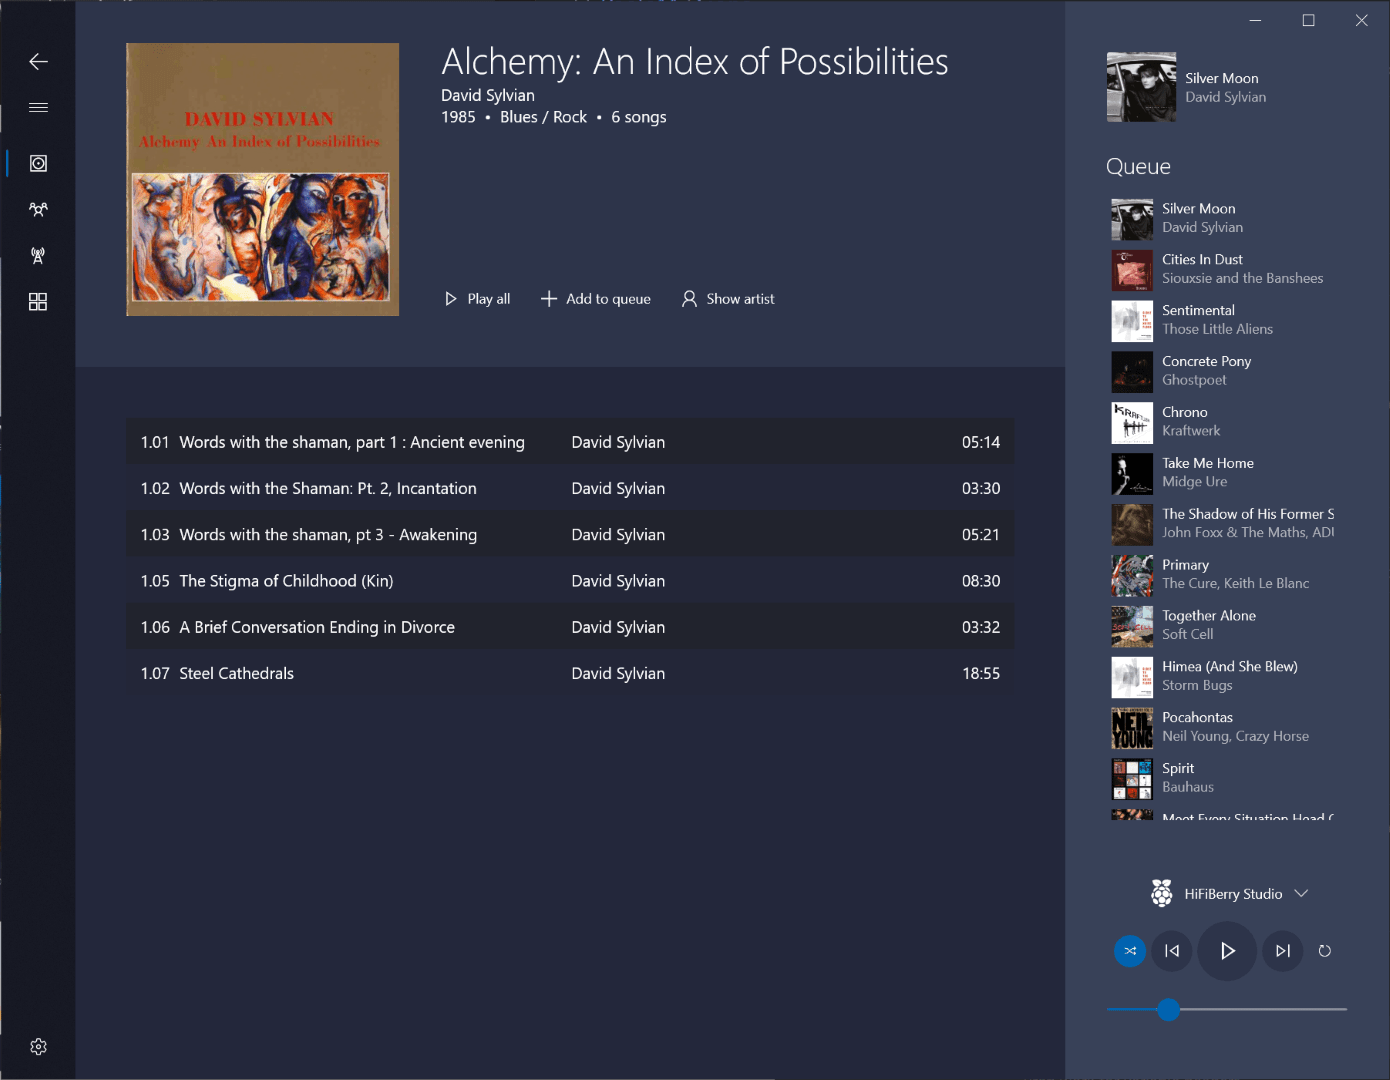 DAVID SYLVIAN
Alchemy An Index of Possibilities
Alchemy: An Index of Possibilities
David Sylvian
1985 • Blues / Rock • 6 songs
Play all
Add to queue
Show artist
1.01 Words with the shaman, part 1 : Ancient evening David Sylvian 05:14
1.02 Words with the Shaman: Pt. 2, Incantation David Sylvian 03:30
1.03 Words with the shaman, pt 3 - Awakening David Sylvian 05:21
1.05 The Stigma of Childhood (Kin) David Sylvian 08:30
1.06 A Brief Conversation Ending in Divorce David Sylvian 03:32
1.07 Steel Cathedrals David Sylvian 18:55
Silver Moon
David Sylvian
Queue
Silver Moon
David Sylvian
Cities In Dust
Siouxsie and the Banshees
Sentimental
Those Little Aliens
Concrete Pony
Ghostpoet
KRAFTW
Chrono
Kraftwerk
Take Me Home
Midge Ure
The Shadow of His Former S
John Foxx & The Maths, ADU
Primary
The Cure, Keith Le Blanc
Together Alone
Soft Cell
Himea (And She Blew)
Storm Bugs
NEIL
YOUNG
Pocahontas
Neil Young, Crazy Horse
Spirit
Bauhaus
Meet Every Situation Head
HiFiBerry Studio